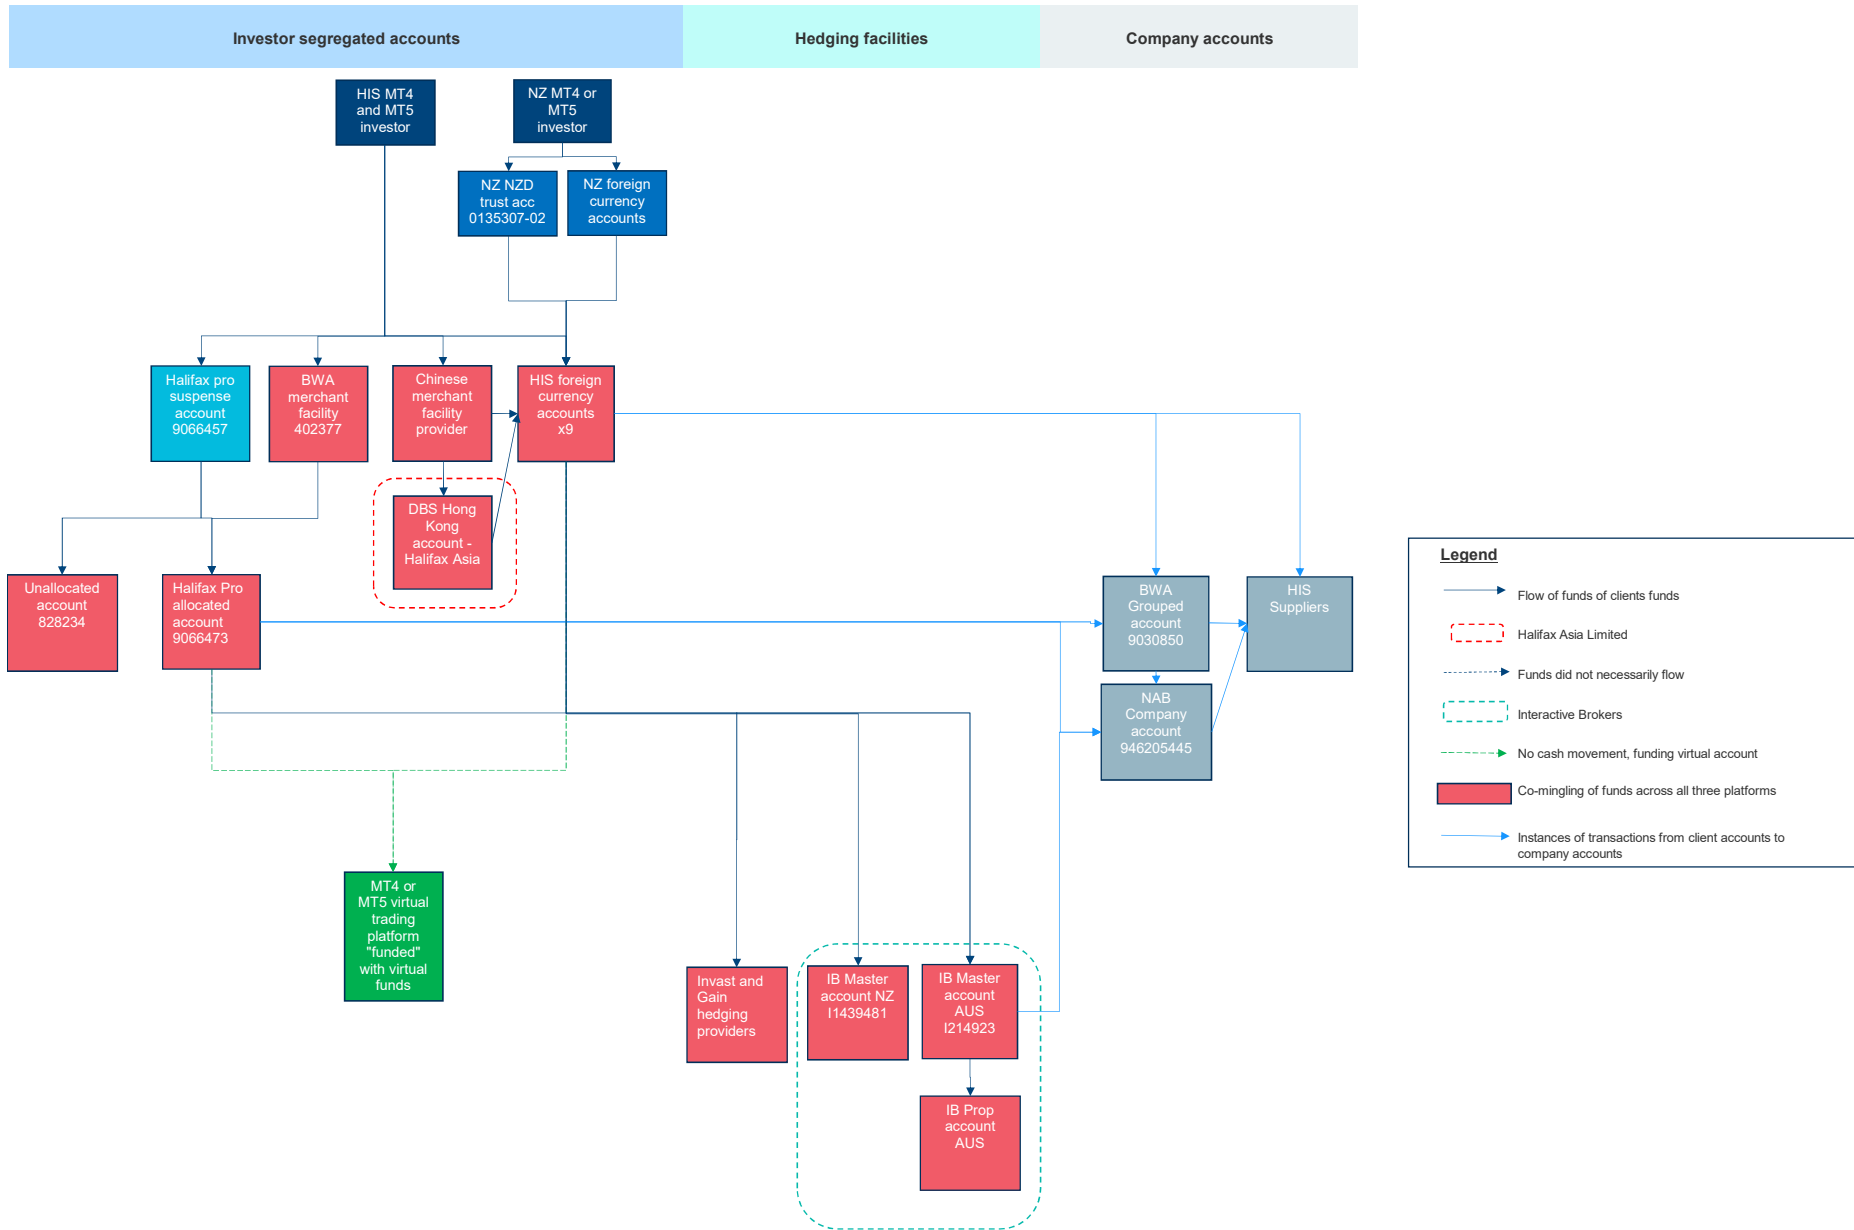 Investor segregated accounts
Hedging facilities
Company accounts
HIS MT4
and MT5
investor
NZ MT4 or
MT5
investor
NZ NZD
trust acc
0135307-02
NZ foreign
currency
accounts
Halifax pro
suspense
account
9066457
BWA
merchant
facility
402377
Chinese
merchant
facility
provider
HIS foreign
currency
accounts
x9
DBS Hong
Kong
account -
Halifax Asia
Unallocated
account
828234
Halifax Pro
allocated
account
9066473
BWA
Grouped
account
9030850
HIS
Suppliers
NAB
Company
account
946205445
MT4 or
MT5 virtual
trading
platform
"funded"
with virtual
funds
Invast and
Gain
hedging
providers
IB Master
account NZ
I1439481
IB Master
account
AUS
I214923
IB Prop
account
AUS
Legend
Flow of funds of clients funds
Halifax Asia Limited
Funds did not necessarily flow
Interactive Brokers
No cash movement, funding virtual account
Co-mingling of funds across all three platforms
Instances of transactions from client accounts to
company accounts